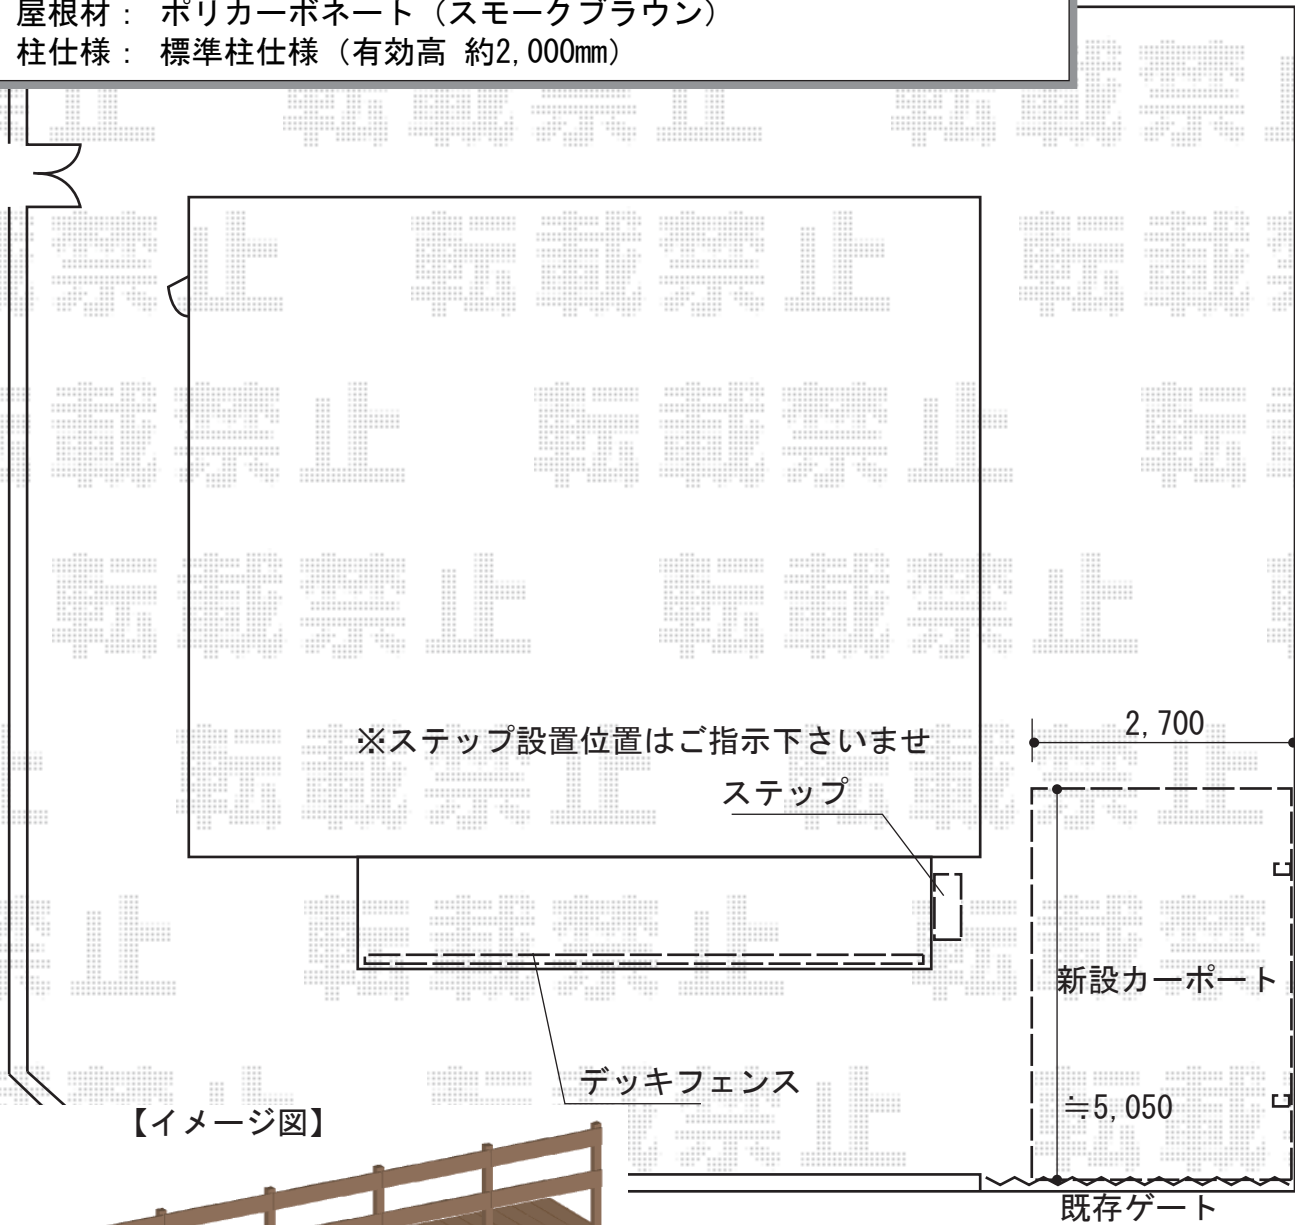 屋根材： ポリカーボネート（スモークブラウン）
柱仕様： 標準柱仕様（有効高 約2,000mm）
転載禁止
※ステップ設置位置はご指示下さいませ
ステップ
2,700
新設カーポート
デッキフェンス
≒5,050
【イメージ図】
既存ゲート